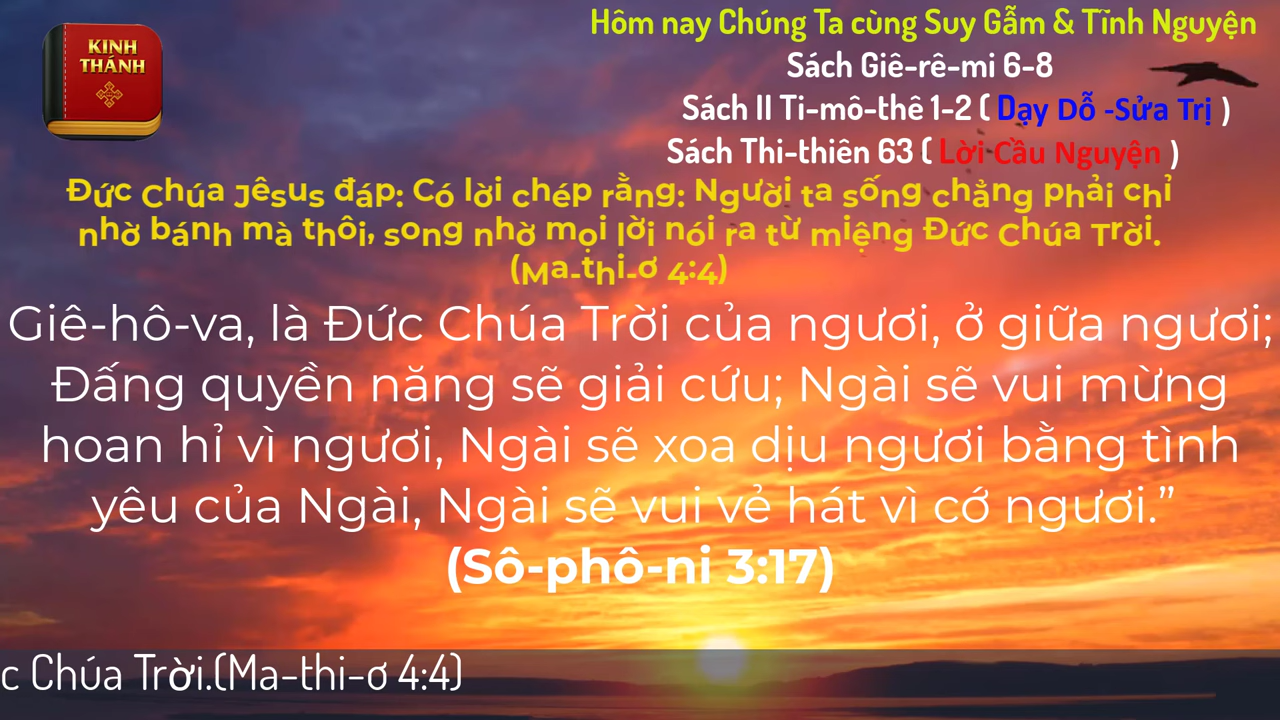 KINH
THÁNH
Hôm nay Chúng Ta cùng Suy Gẫm & Tĩnh Nguyện
Sách Giê-rê-mi 6-8
Sách II Ti-mô-thê 1-2 ( Dạy Dỗ -Sửa Trị )
Sách Thi-thiên 63 ( Lời Cầu Nguyện )
Đức Chúa Jêsus đáp: Có lời chép rằng: Người ta sống chẳng phải chỉ
nhờ bánh mà thôi, song nhờ mọi lời nói ra từ miệng Đức Chúa Trời.
(Ma-thi-ơ 4:4)
Giê-hô-va, là Đức Chúa Trời của ngươi, ở giữa ngươi;
Đấng quyền năng sẽ giải cứu; Ngài sẽ vui mừng
hoan hỉ vì ngươi, Ngài sẽ xoa dịu ngươi bằng tình
yêu của Ngài, Ngài sẽ vui vẻ hát vì cớ ngươi.”
(Sô-phô-ni 3:17)
c Chúa Trời.(Ma-thi-ơ 4:4)